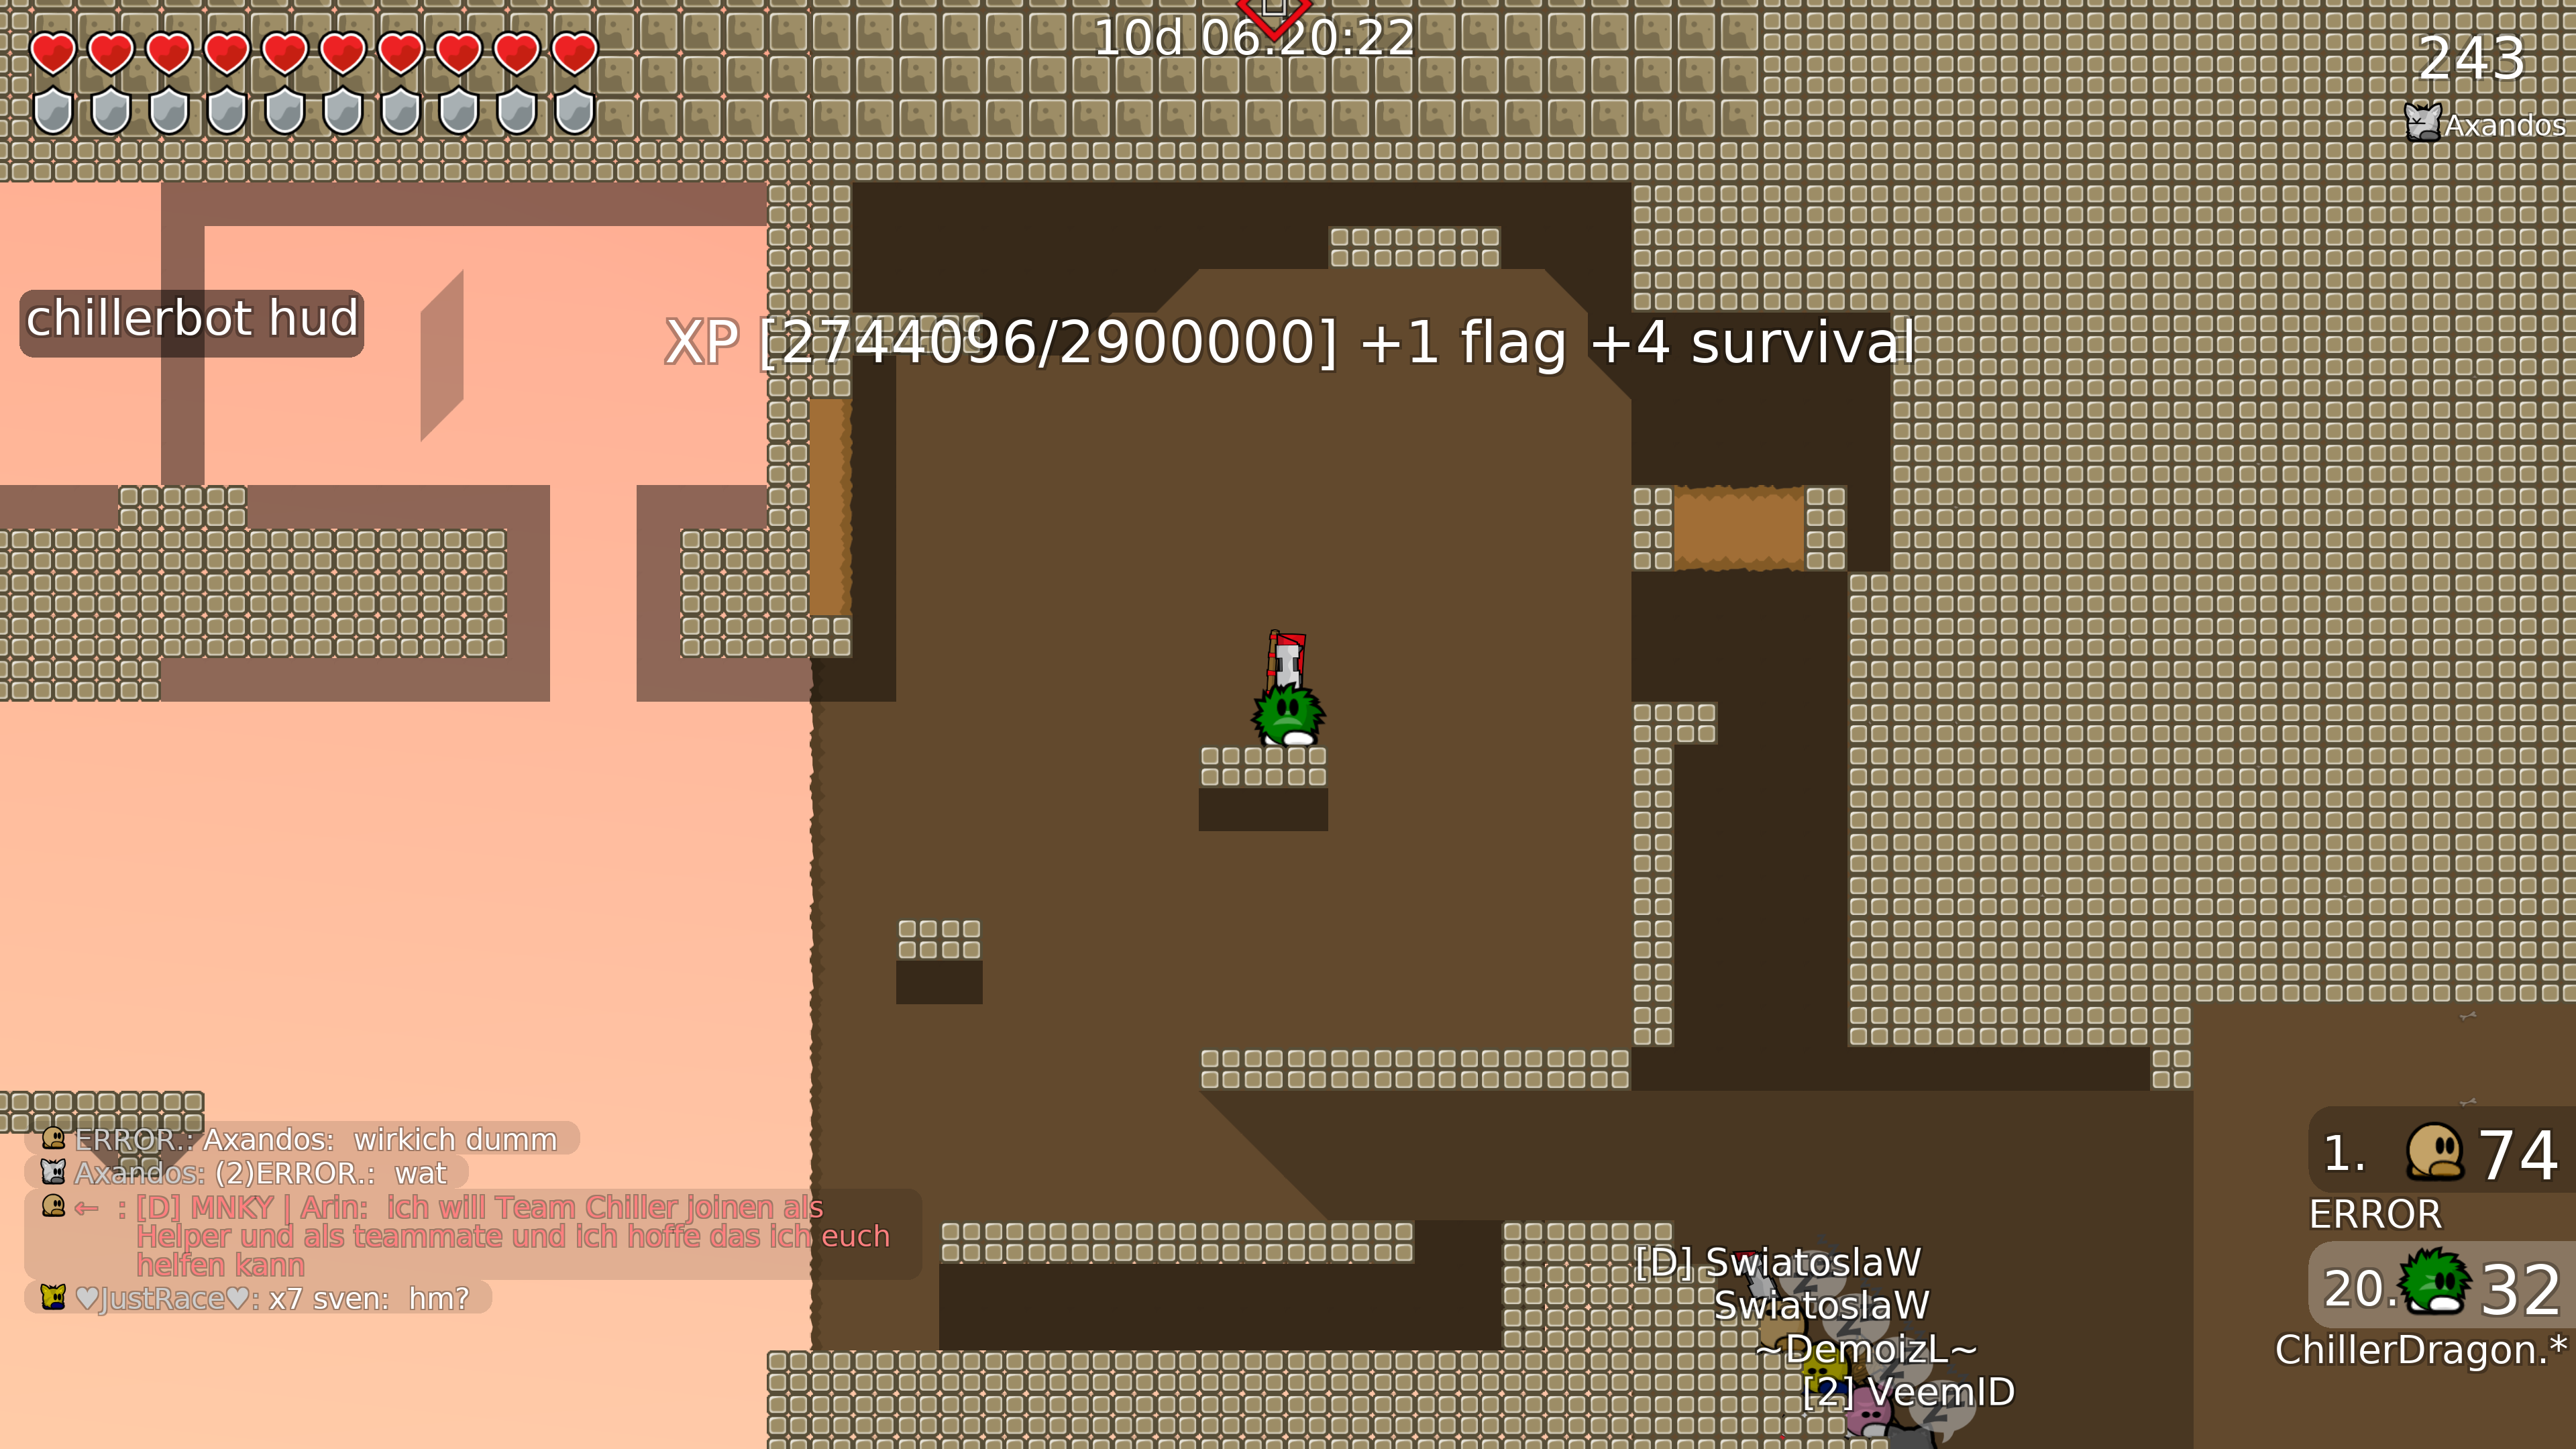 10d 06:20:22
243
Axandos
chillerbot hud
XP [2744096/2900000] +1 flag +4 survival
ERROR.: Axandos:  wirkich dumm
Axandos: (2)ERROR.:  wat
← : [D] MNKY | Arin:  ich will Team Chiller joinen als
Helper und als teammate und ich hoffe das ich euch
helfen kann
♥JustRace♥: x7 sven:  hm?
1. 74
ERROR
20. 32
ChillerDragon.*
[D] SwiatoslaW
SwiatoslaW
~DemoizL~
[2] VeemID